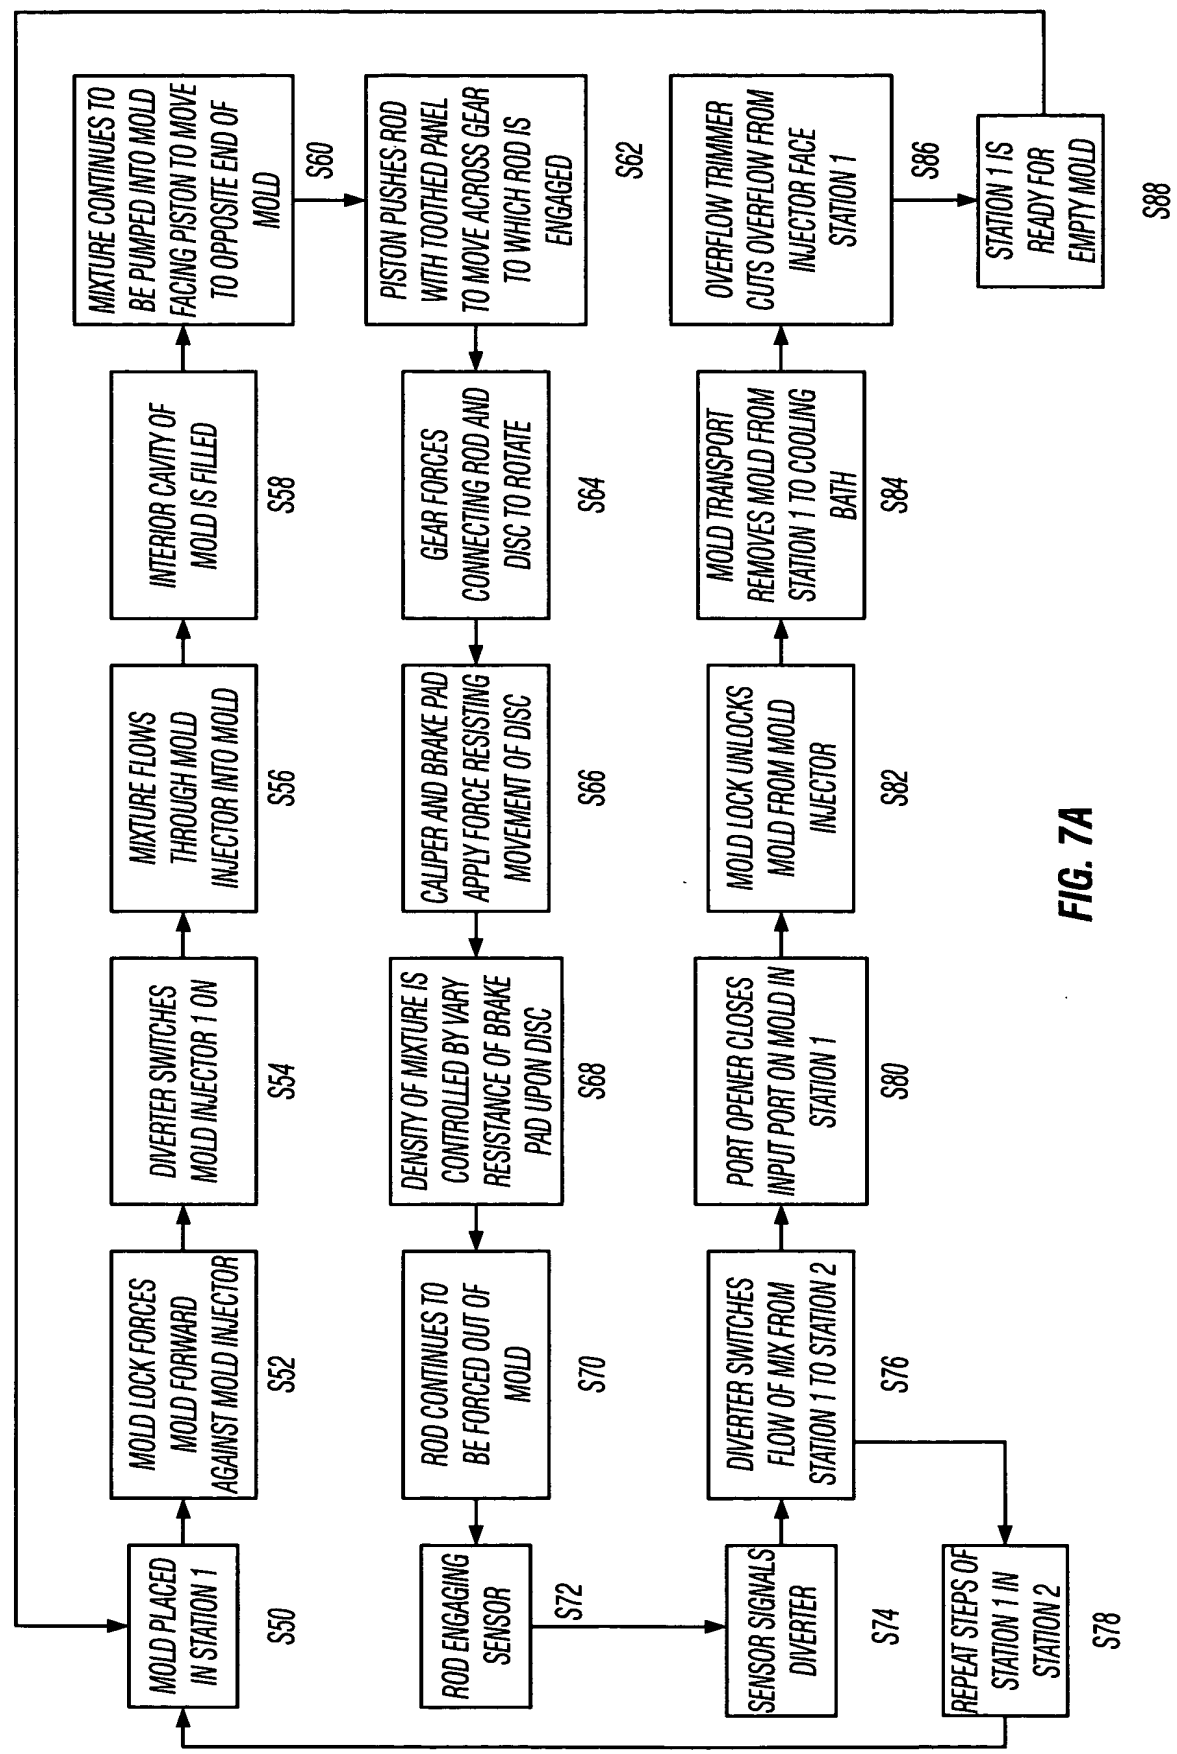 MOLD PLACED
IN STATION 1
S50
MOLD LOCK FORCES
MOLD FORWARD
AGAINST MOLD INJECTOR
S52
DIVERTER SWITCHES
MOLD INJECTOR 1 ON
S54
MIXTURE FLOWS
THROUGH MOLD
INJECTOR INTO MOLD
S56
INTERIOR CAVITY OF
MOLD IS FILLED
S58
MIXTURE CONTINUES TO
BE PUMPED INTO MOLD
FACING PISTON TO MOVE
TO OPPOSITE END OF
MOLD
S60
PISTON PUSHES ROD
WITH TOOTHED PANEL
TO MOVE ACROSS GEAR
TO WHICH ROD IS
ENGAGED
S62
GEAR FORCES
CONNECTING ROD AND
DISC TO ROTATE
S64
CALIPER AND BRAKE PAD
APPLY FORCE RESISTING
MOVEMENT OF DISC
S66
DENSITY OF MIXTURE IS
CONTROLLED BY VARY
RESISTANCE OF BRAKE
PAD UPON DISC
S68
ROD CONTINUES TO
BE FORCED OUT OF
MOLD
S70
ROD ENGAGING
SENSOR
S72
SENSOR SIGNALS
DIVERTER
S74
DIVERTER SWITCHES
FLOW OF MIX FROM
STATION 1 TO STATION 2
S76
REPEAT STEPS OF
STATION 1 IN
STATION 2
S78
PORT OPENER CLOSES
INPUT PORT ON MOLD IN
STATION 1
S80
MOLD LOCK UNLOCKS
MOLD FROM MOLD
INJECTOR
S82
MOLD TRANSPORT
REMOVES MOLD FROM
STATION 1 TO COOLING
BATH
S84
OVERFLOW TRIMMER
CUTS OVERFLOW FROM
INJECTOR FACE
STATION 1
S86
STATION 1 IS
READY FOR
EMPTY MOLD
S88
FIG. 7A